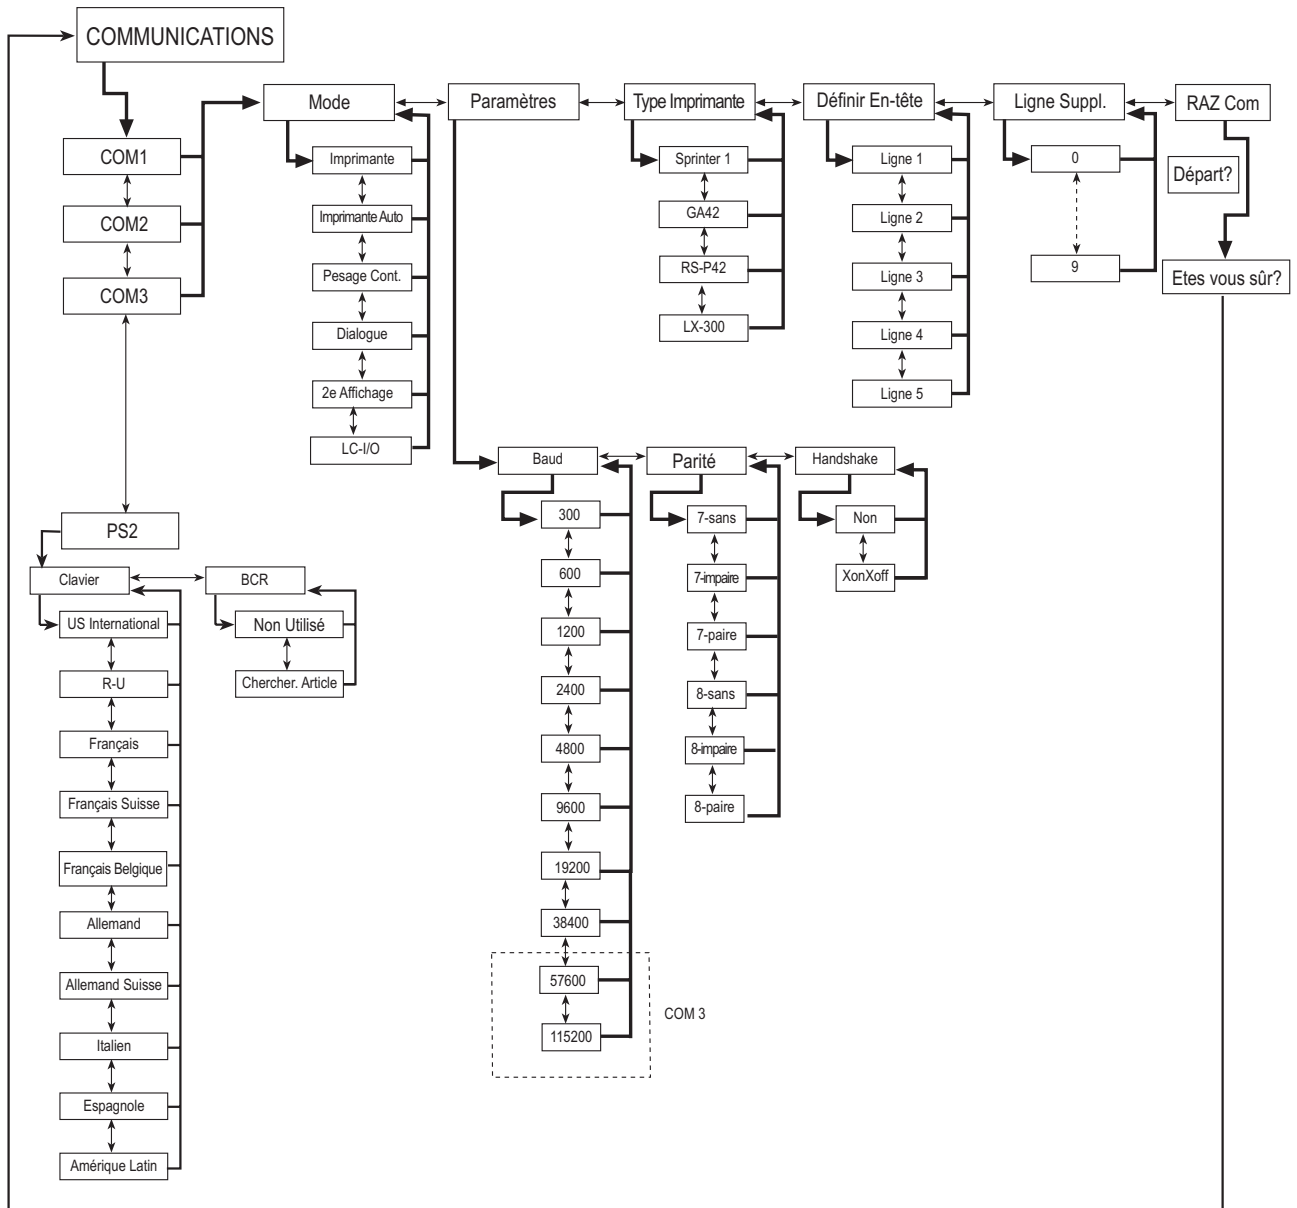 COMMUNICATIONS
COM1
COM2
COM3
PS2
Mode
Imprimante
Imprimante Auto
Pesage Cont.
Dialogue
2e Affichage
LC-I/O
Paramètres
Type Imprimante
Sprinter 1
GA42
RS-P42
LX-300
Définir En-tête
Ligne 1
Ligne 2
Ligne 3
Ligne 4
Ligne 5
Ligne Suppl.
0
9
RAZ Com
Départ?
Etes vous sûr?
Baud
300
600
1200
2400
4800
9600
19200
38400
57600
115200
COM 3
Parité
7-sans
7-impaire
7-paire
8-sans
8-impaire
8-paire
Handshake
Non
XonXoff
Clavier
US International
R-U
Français
Français Suisse
Français Belgique
Allemand
Allemand Suisse
Italien
Espagnole
Amérique Latin
BCR
Non Utilisé
Chercher. Article